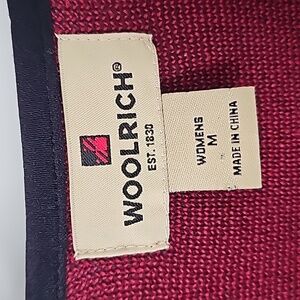 WOOLRICH®
EST. 1830
WOMENS
M
MADE IN CHINA